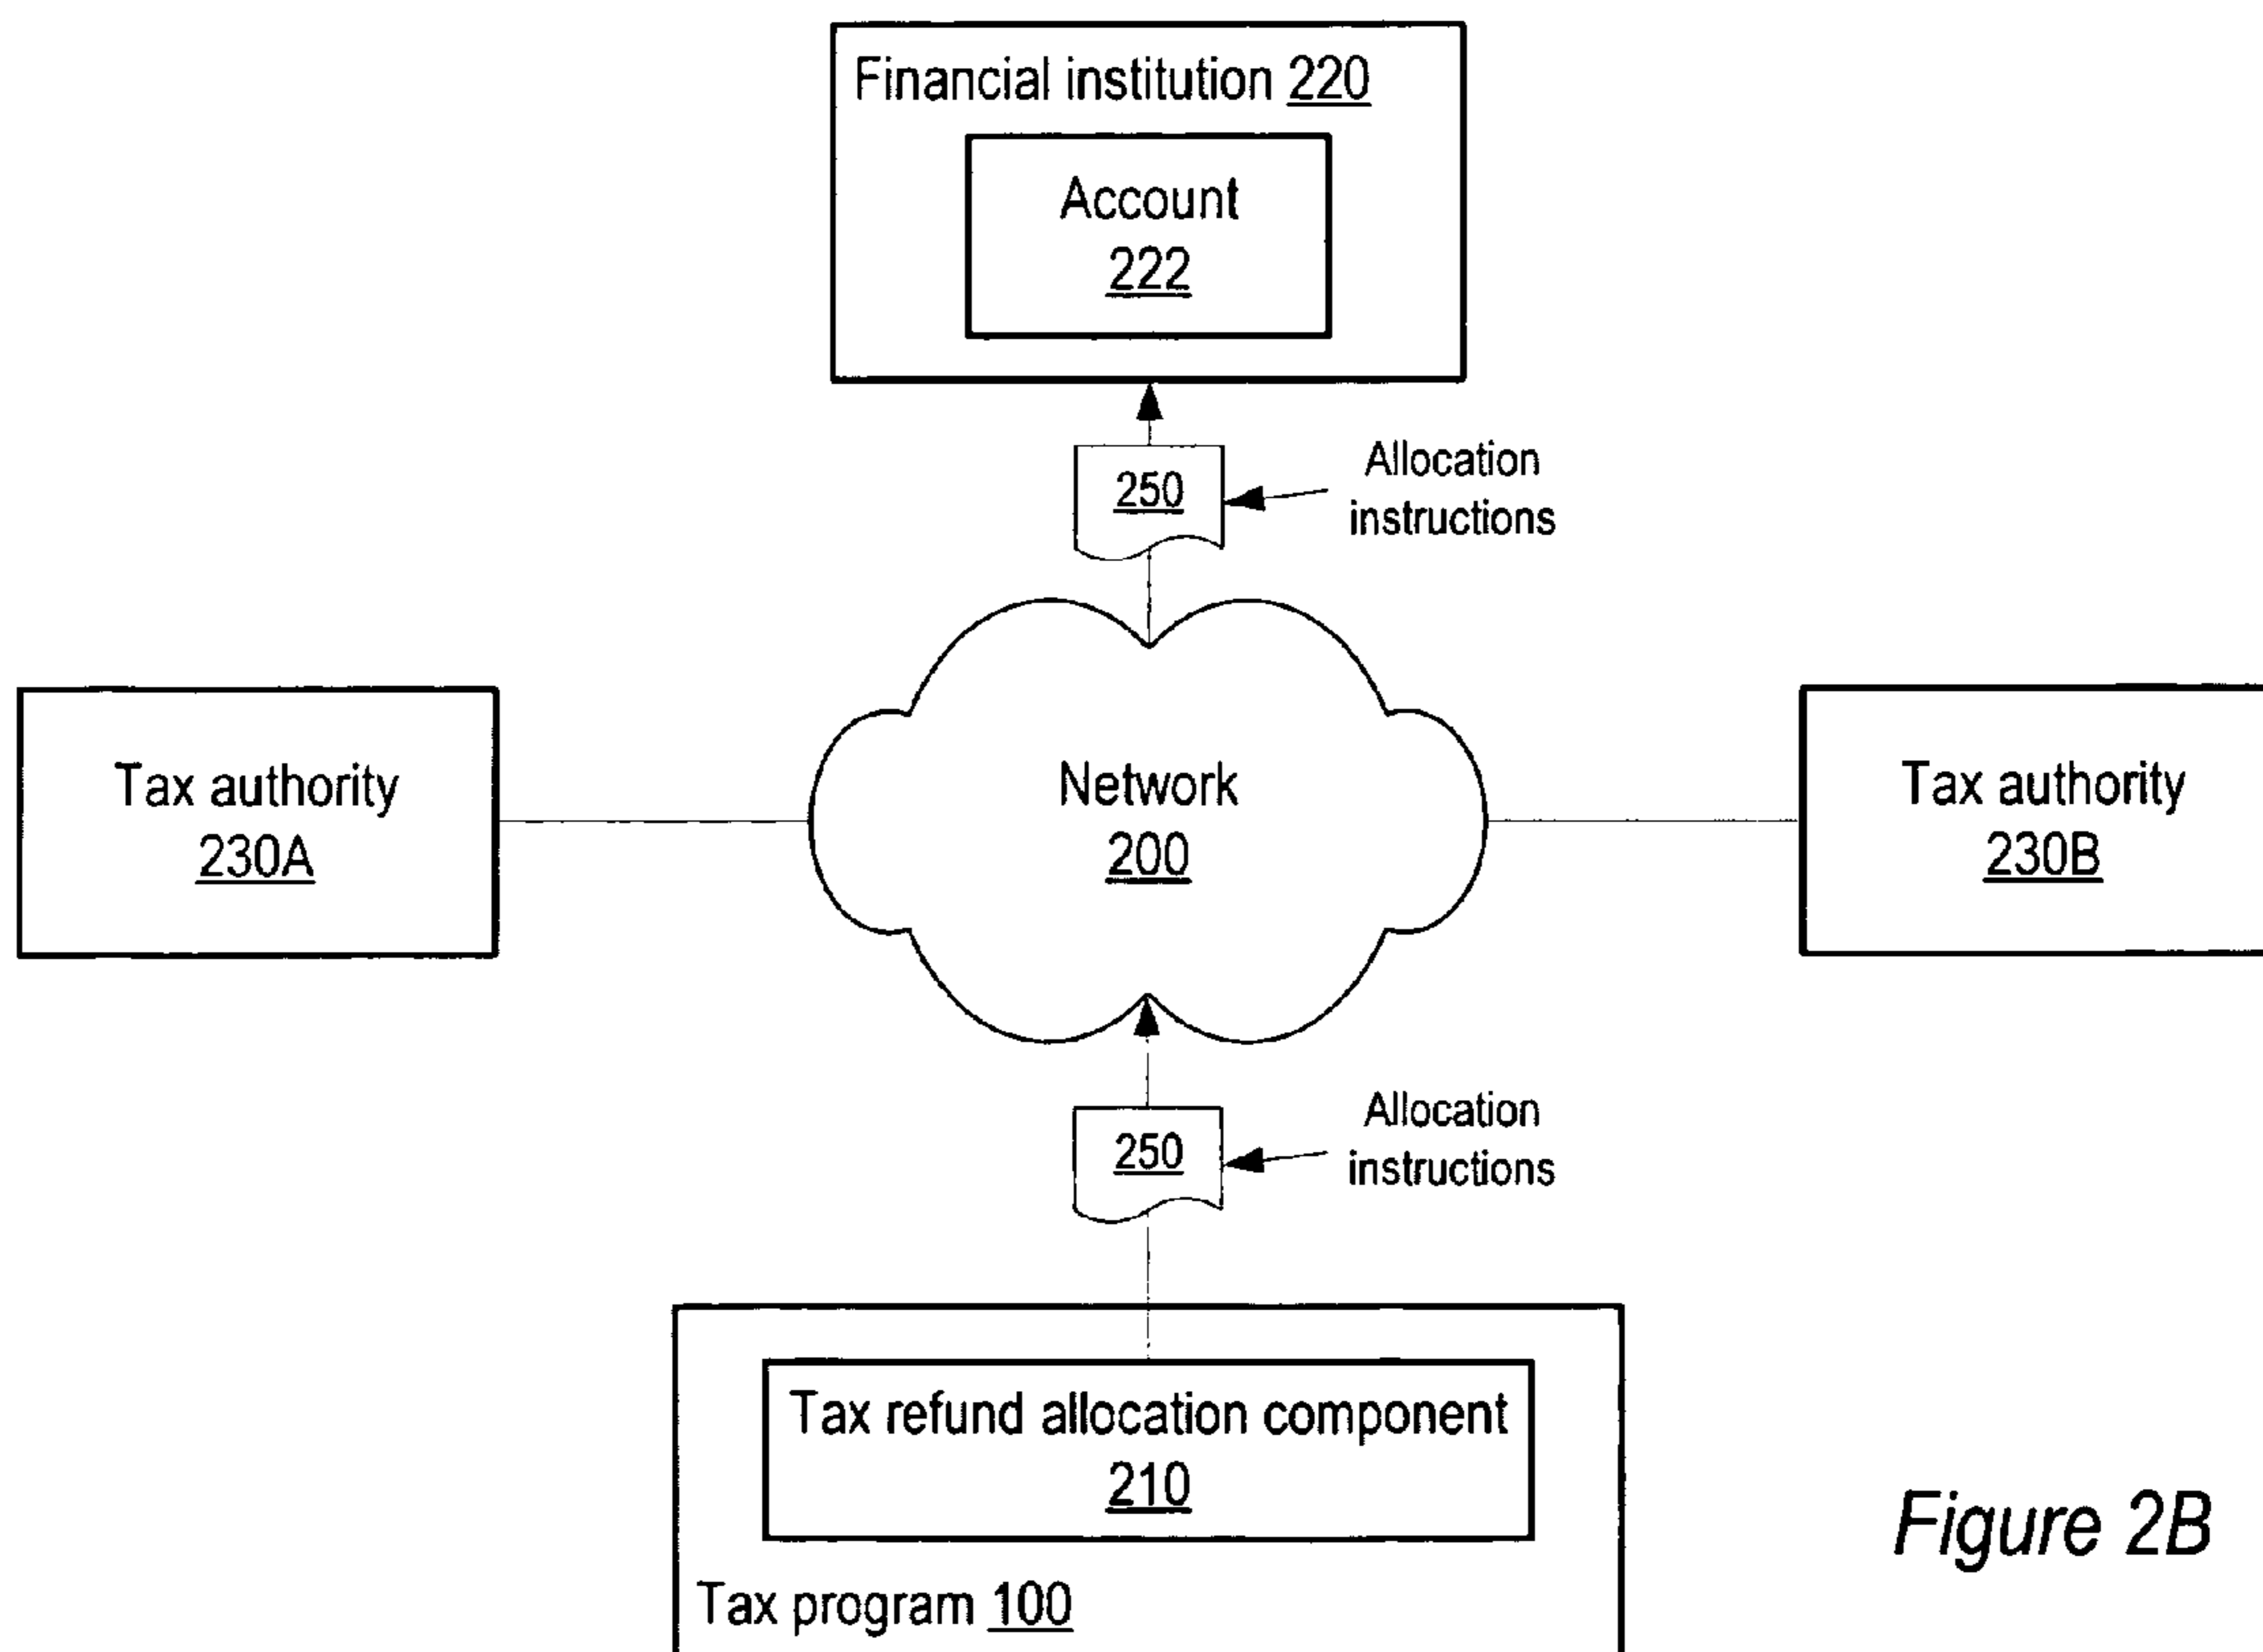 Financial institution 220
Account
222
250
Allocation
instructions
Tax authority
230A
Network
200
Tax authority
230B
250
Allocation
instructions
Tax refund allocation component
210
Tax program 100
Figure 2B